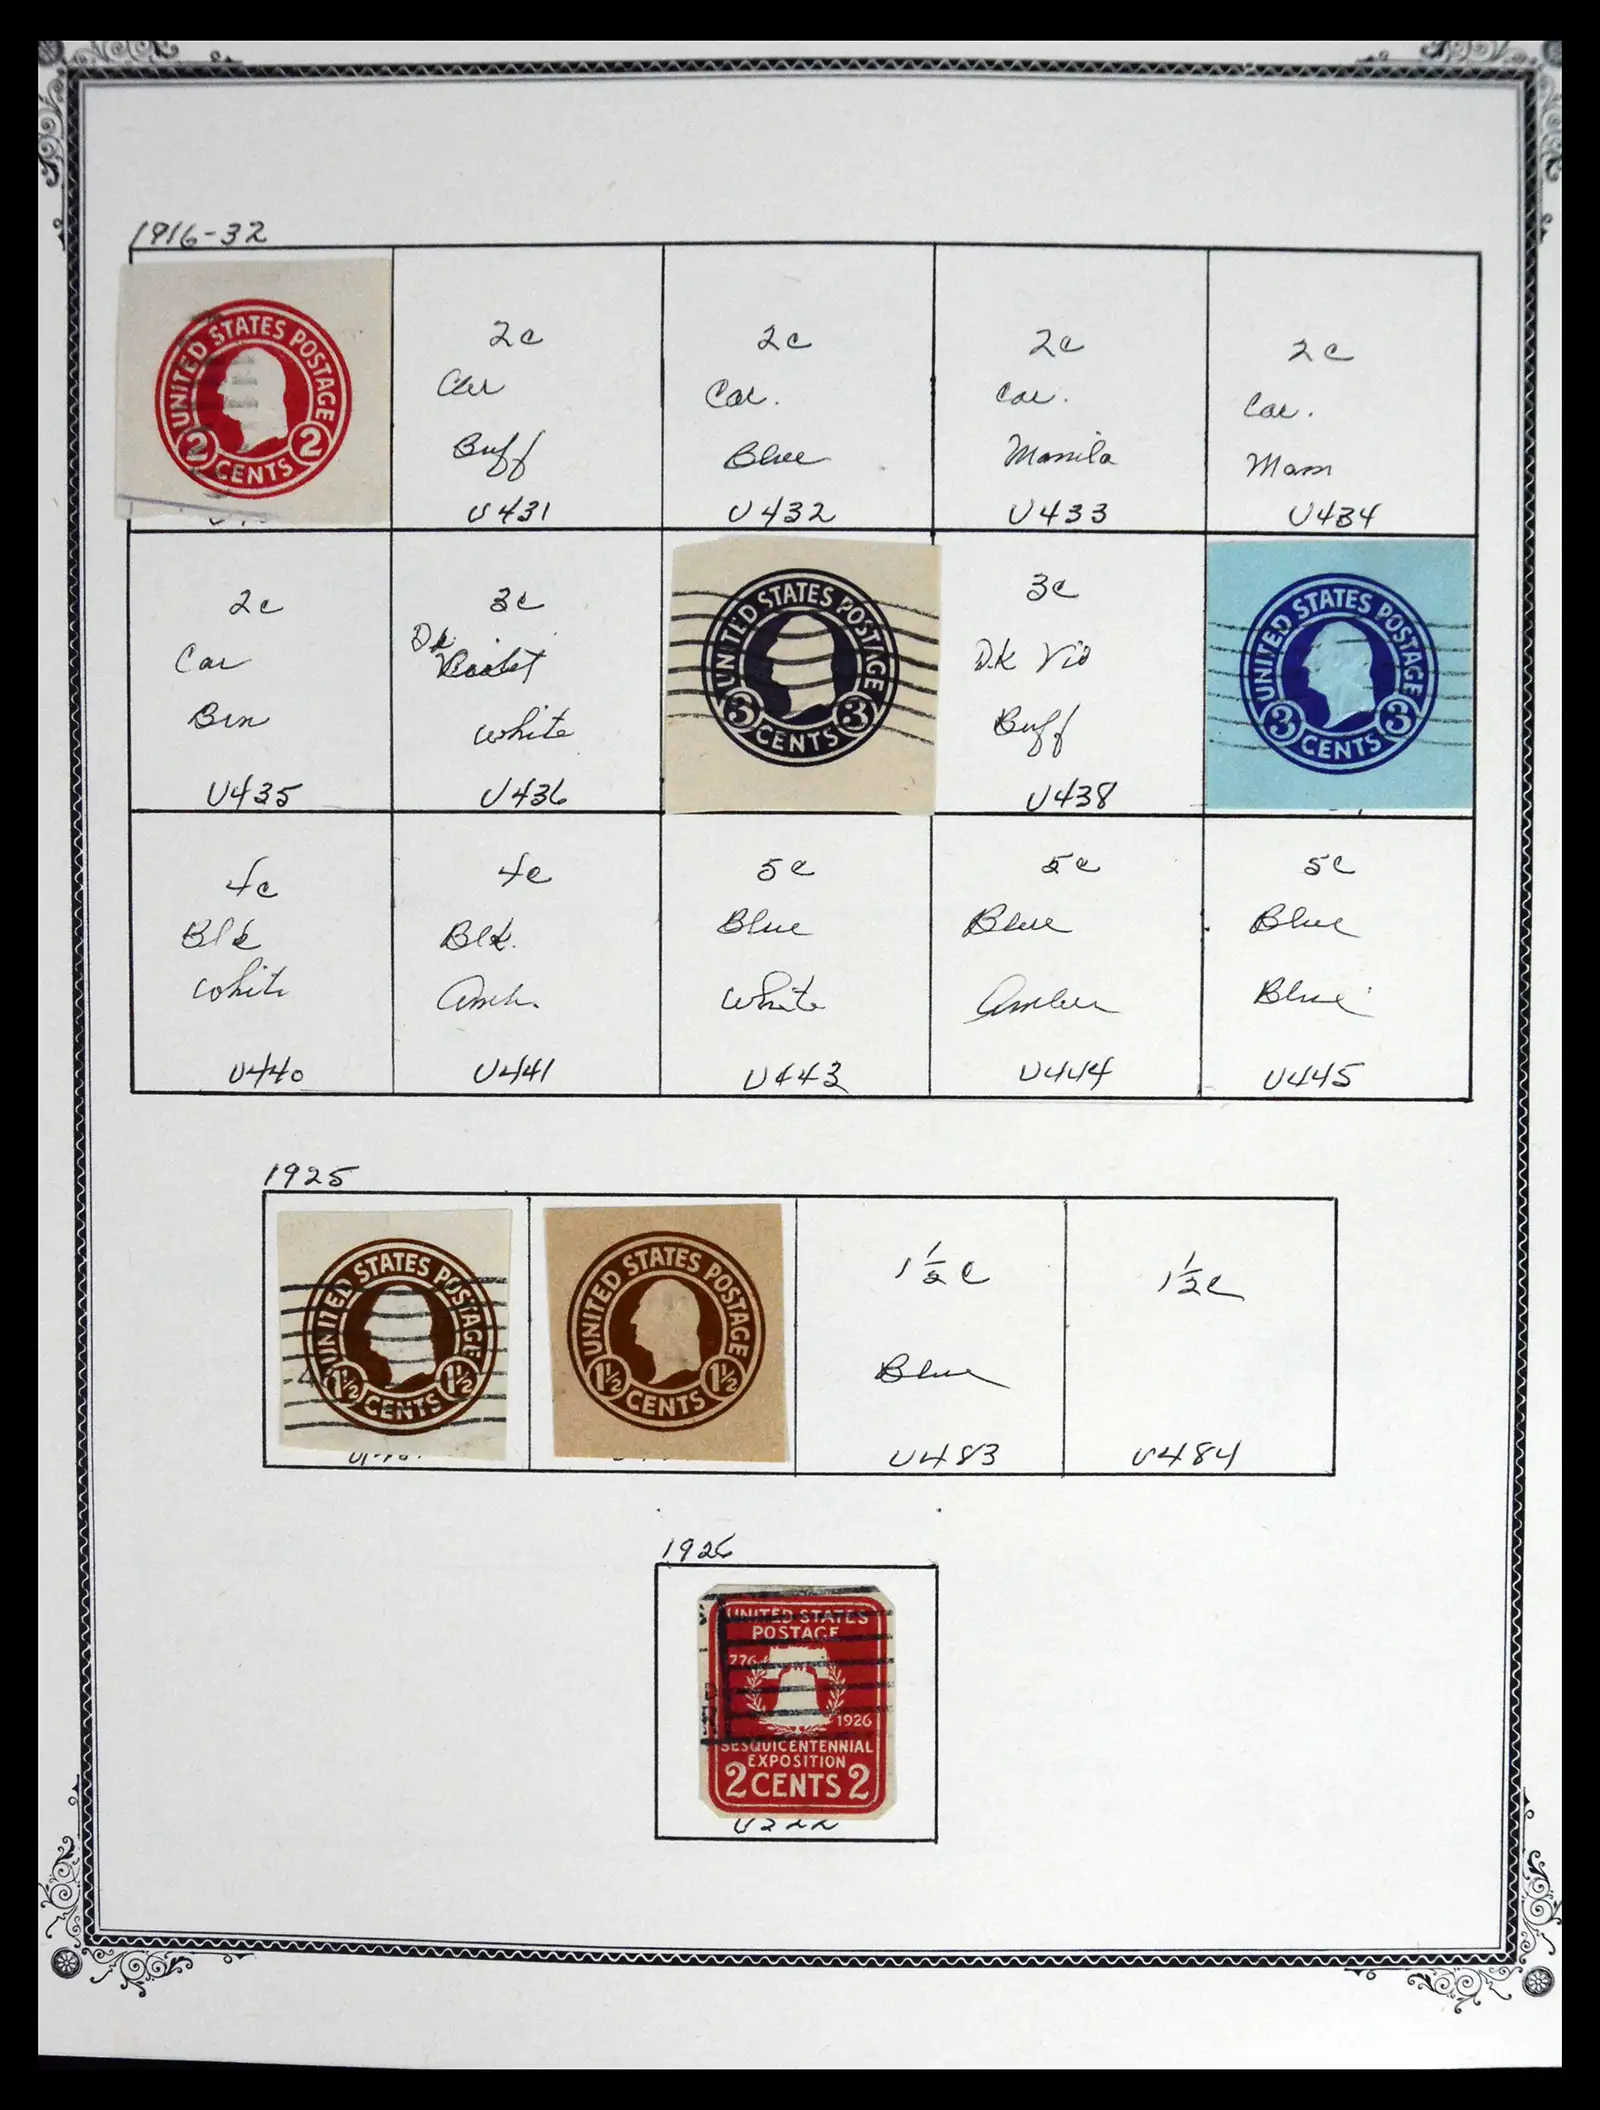 1916-32
UNITED STATES POSTAGE
2 CENTS 2
2c
Car
Buff
U431
2c
Car.
Blue
U432
2c
Car.
Manila
U433
2c
Car.
Mam
U434
2c
Car
Brn
U435
3c
Dk
Violet
White
U436
UNITED STATES POSTAGE
3 CENTS 3
3c
Dk Vio
Buff
U438
UNITED STATES POSTAGE
3 CENTS 3
4c
Blk
White
U440
4c
Blk.
Amb.
U441
5c
Blue
White
U443
5c
Blue
Amber
U444
5c
Blue
Blue
U445
1925
UNITED STATES POSTAGE
1½ CENTS 1½
UNITED STATES POSTAGE
1½ CENTS 1½
1½c
Blue
U483
1½c
U484
1926
UNITED STATES
POSTAGE
776
1926
SESQUICENTENNIAL
EXPOSITION
2 CENTS 2